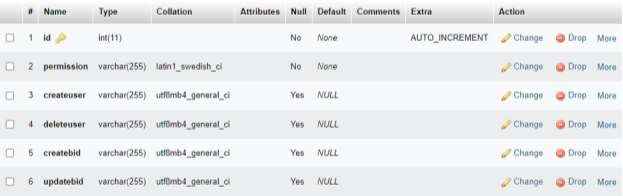 # Name Type Collation Attributes Null Default Comments Extra Action
1 id int(11) No None AUTO_INCREMENT Change Drop More
2 permission varchar(255) latin1_swedish_ci No None Change Drop More
3 createuser varchar(255) utf8mb4_general_ci Yes NULL Change Drop More
4 deleteuser varchar(255) utf8mb4_general_ci Yes NULL Change Drop More
5 createbid varchar(255) utf8mb4_general_ci Yes NULL Change Drop More
6 updatebid varchar(255) utf8mb4_general_ci Yes NULL Change Drop More